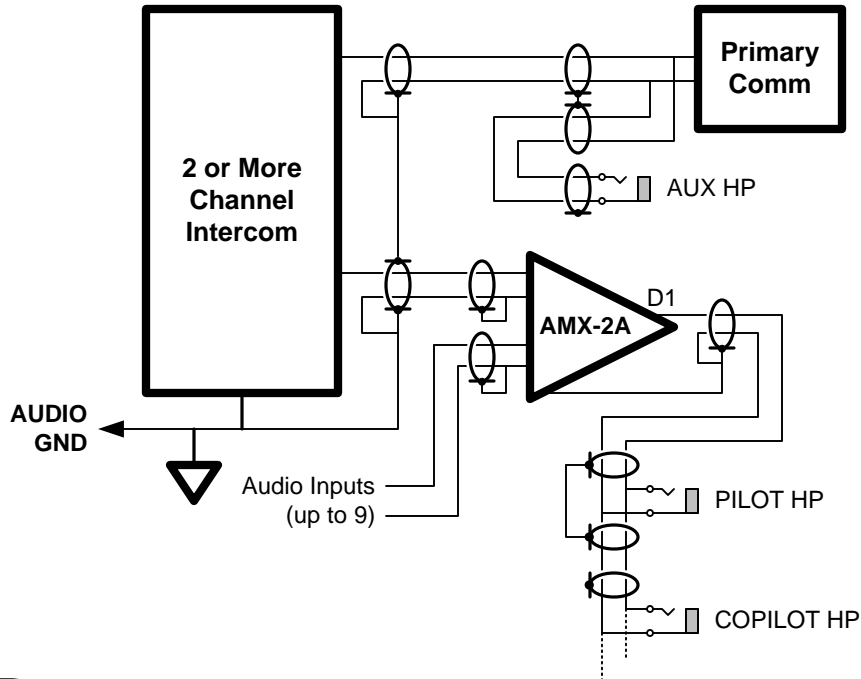 Primary
Comm
2 or More
Channel
Intercom
AUX HP
D1
AMX-2A
AUDIO
GND
Audio Inputs
(up to 9)
PILOT HP
COPILOT HP